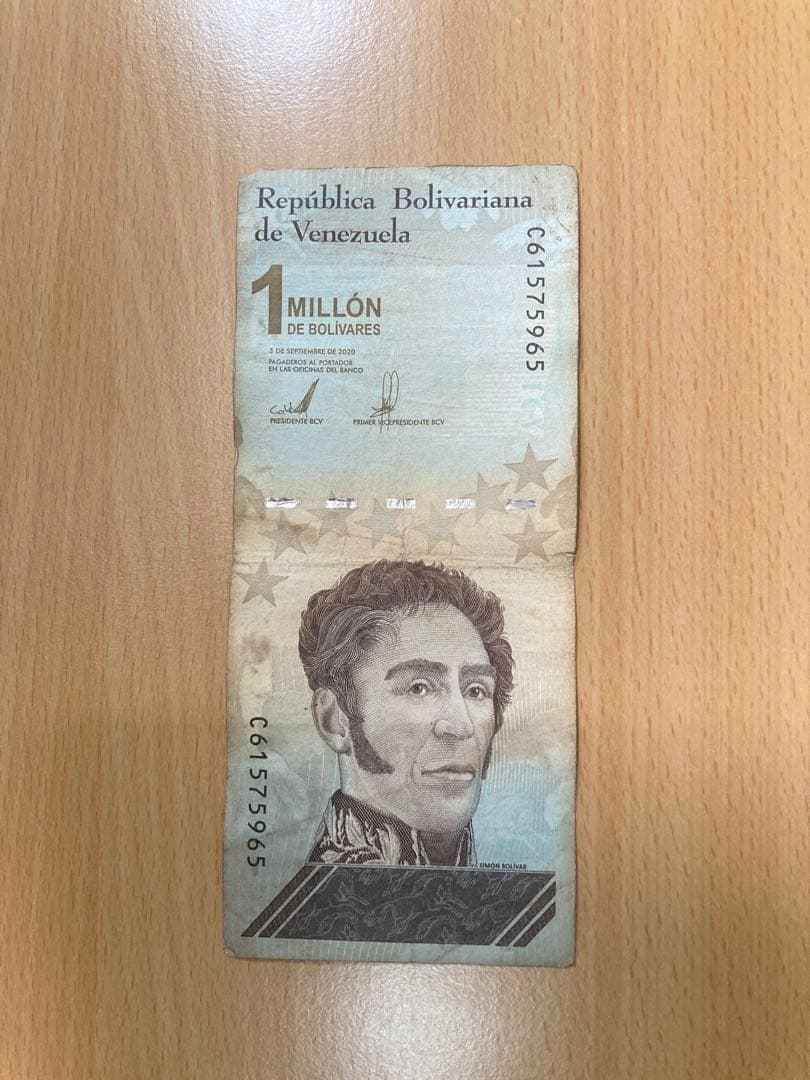 República Bolivariana
de Venezuela
C61575965
1 MILLÓN
DE BOLÍVARES
3 DE SEPTIEMBRE DE 2020
PAGADEROS AL PORTADOR
EN LAS OFICINAS DEL BANCO
PRESIDENTE BCV
PRIMER VICEPRESIDENTE BCV
BCV
C61575965
SIMÓN BOLÍVAR